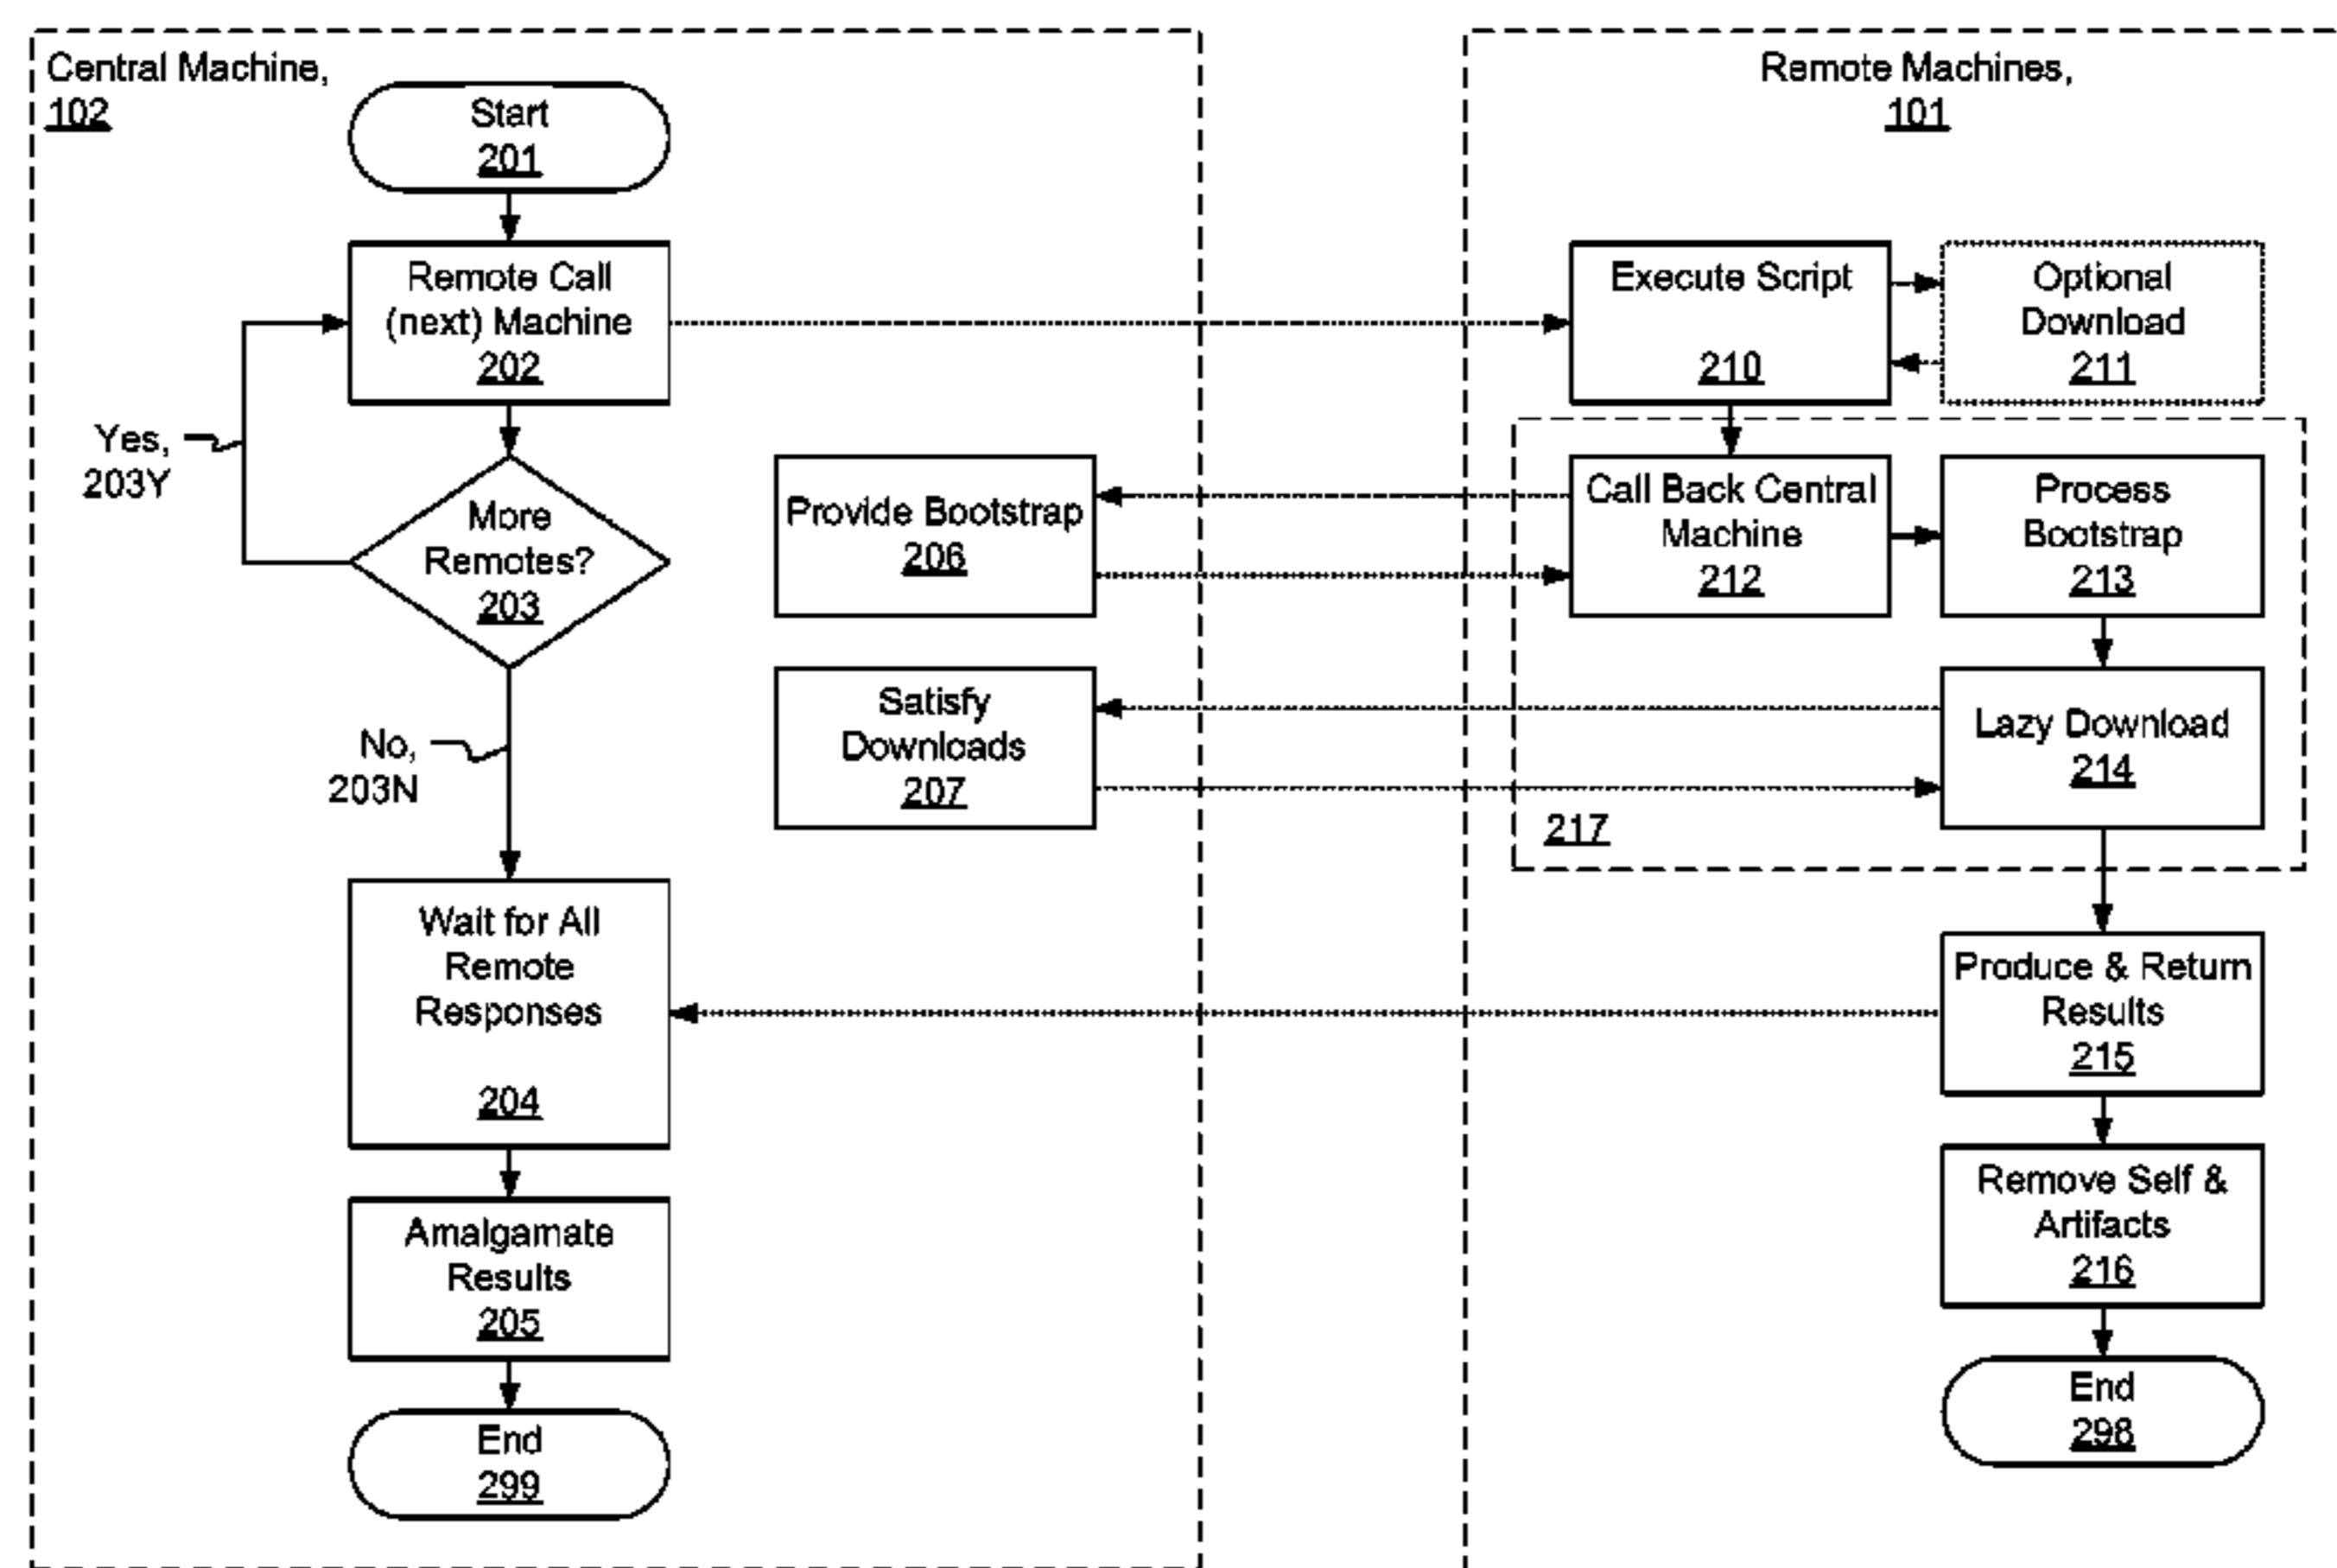 Central Machine,
102
Start
201
Remote Call
(next) Machine
202
Yes,
203Y
More
Remotes?
203
No,
203N
Wait for All
Remote
Responses
204
Amalgamate
Results
205
End
299
Provide Bootstrap
206
Satisfy
Downloads
207
Remote Machines,
101
Execute Script
210
Optional
Download
211
Call Back Central
Machine
212
Process
Bootstrap
213
Lazy Download
214
217
Produce & Return
Results
215
Remove Self &
Artifacts
216
End
298